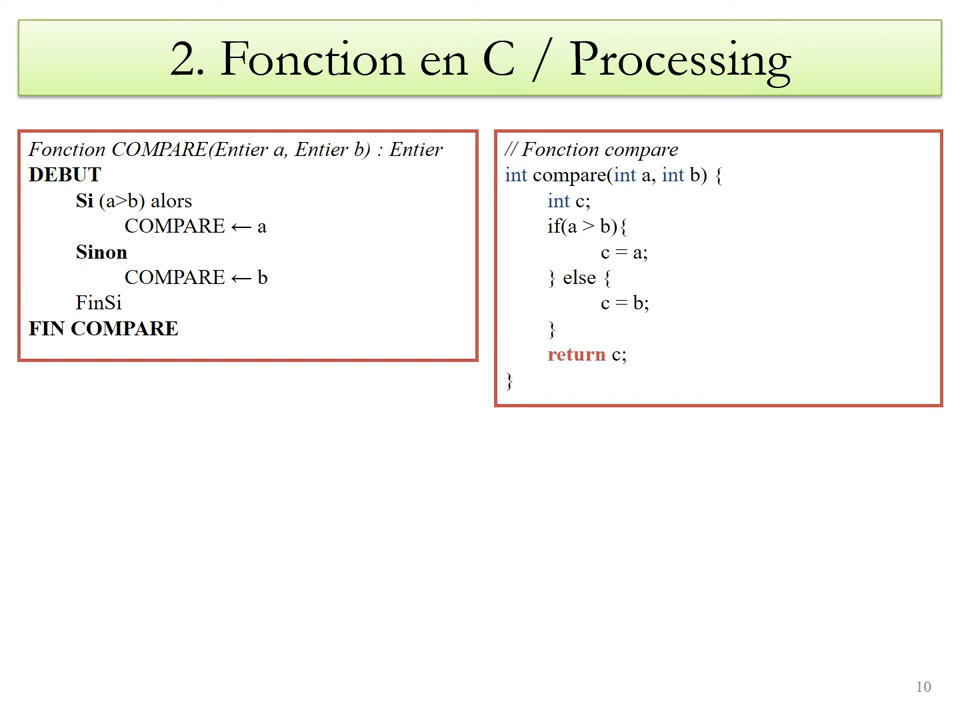 2. Fonction en C / Processing
Fonction COMPARE(Entier a, Entier b) : Entier
DEBUT
Si (a>b) alors
COMPARE ← a
Sinon
COMPARE ← b
FinSi
FIN COMPARE
// Fonction compare
int compare(int a, int b) {
int c;
if(a > b){
c = a;
} else {
c = b;
}
return c;
}
10